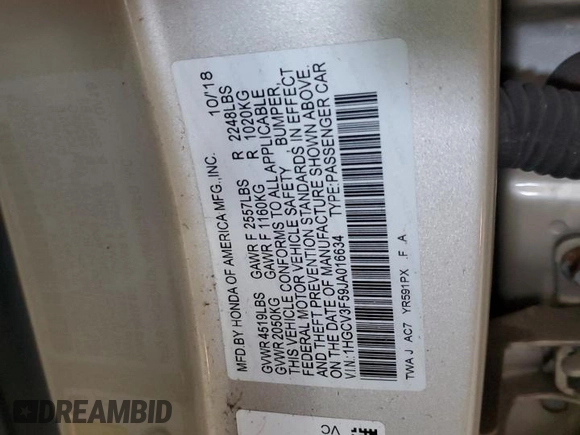 MFD. BY HONDA OF AMERICA MFG., INC. 10/'18
GVWR 4519LBS GAWR F 2557LBS R 2248LBS
GVWR 2050KG GAWR F 1160KG R 1020KG
THIS VEHICLE CONFORMS TO ALL APPLICABLE
FEDERAL MOTOR VEHICLE SAFETY, BUMPER,
AND THEFT PREVENTION STANDARDS IN EFFECT
ON THE DATE OF MANUFACTURE SHOWN ABOVE.
V.I.N.: 1HGCV3F59JA016634 TYPE:PASSENGER CAR
TWA J AC7 YR591PX F A
VC
DREAMBID